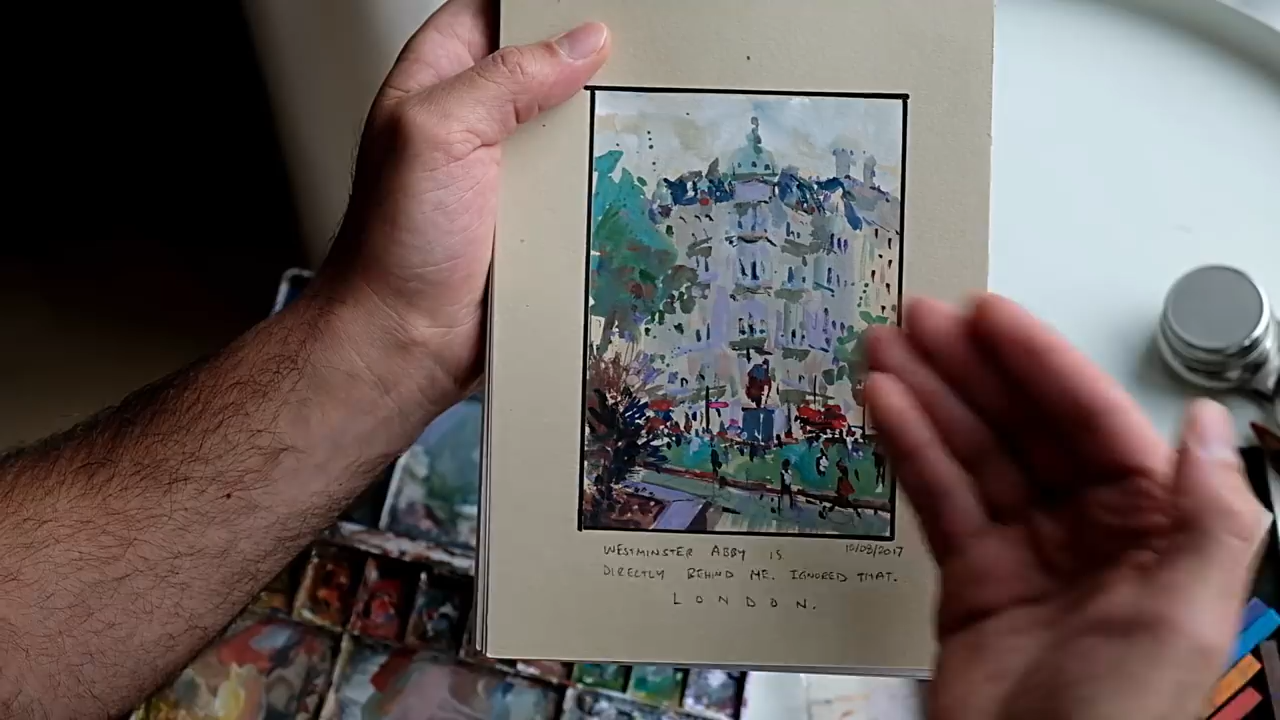 WESTMINSTER ABBY IS 10/08/2017
DIRECTLY BEHIND ME. IGNORED THAT.
LONDON.